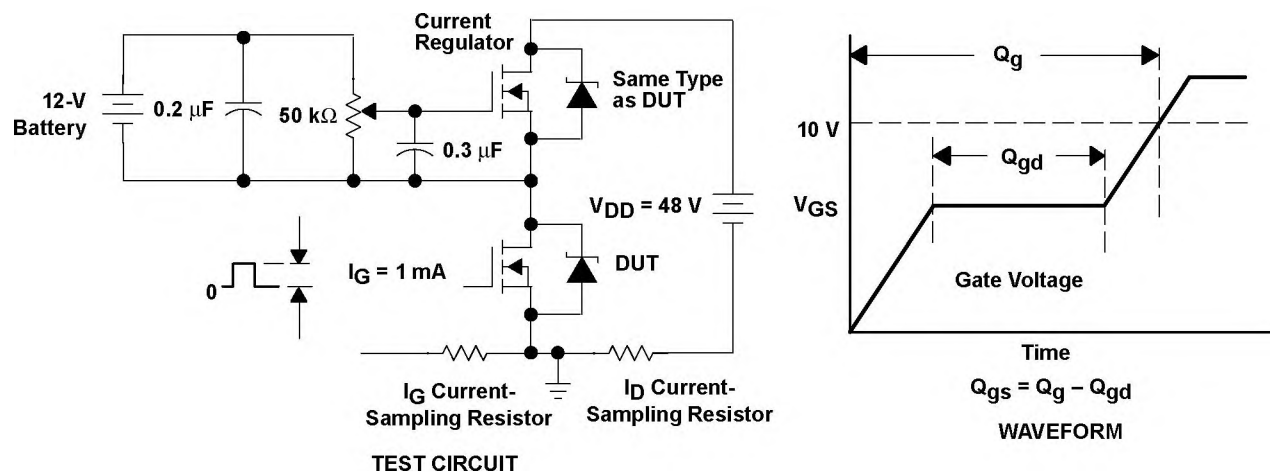 Current
Regulator
12-V
Battery
0.2 μF
50 kΩ
0.3 μF
Same Type
as DUT
VDD = 48 V
0
IG = 1 mA
DUT
IG Current-
Sampling Resistor
ID Current-
Sampling Resistor
TEST CIRCUIT
Qg
10 V
Qgd
VGS
Gate Voltage
Time
Qgs = Qg – Qgd
WAVEFORM